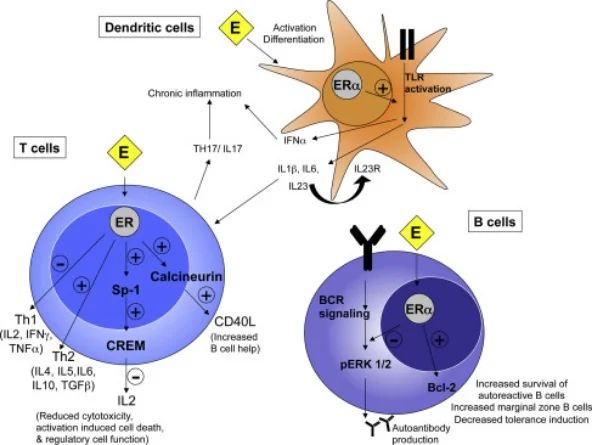 Dendritic cells
E
Activation
Differentiation
ERα
+
TLR
activation
Chronic inflammation
IFNα
TH17/ IL17
IL1β, IL6,
IL23
IL23R
T cells
E
ER
-
+
+
+
Calcineurin
Sp-1
+
+
CREM
CD40L
(Increased
B cell help)
Th1
(IL2, IFNγ,
TNFα)
Th2
(IL4, IL5,IL6,
IL10, TGFβ)
-
IL2
(Reduced cytotoxicity,
activation induced cell death,
& regulatory cell function)
B cells
E
BCR
signaling
ERα
-
+
pERK 1/2
Bcl-2
Autoantibody
production
Increased survival of
autoreactive B cells
Increased marginal zone B cells
Decreased tolerance induction